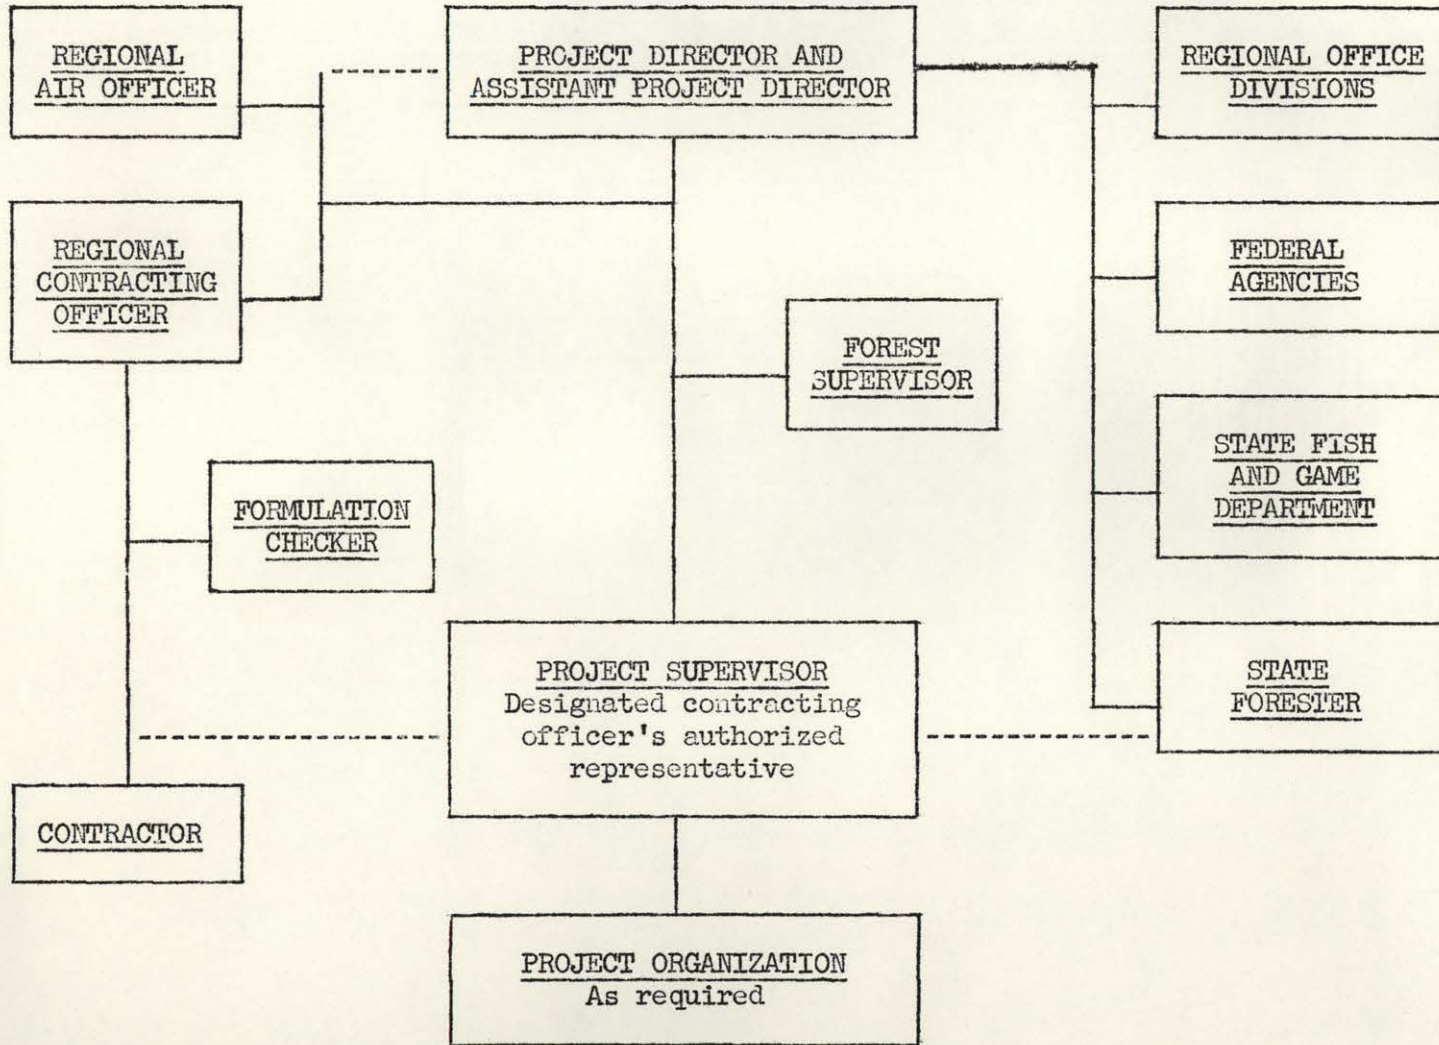 REGIONAL
AIR OFFICER
PROJECT DIRECTOR AND
ASSISTANT PROJECT DIRECTOR
REGIONAL OFFICE
DIVISIONS
REGIONAL
CONTRACTING
OFFICER
FEDERAL
AGENCIES
FOREST
SUPERVISOR
STATE FISH
AND GAME
DEPARTMENT
FORMULATION
CHECKER
PROJECT SUPERVISOR
Designated contracting
officer's authorized
representative
STATE
FORESTER
CONTRACTOR
PROJECT ORGANIZATION
As required